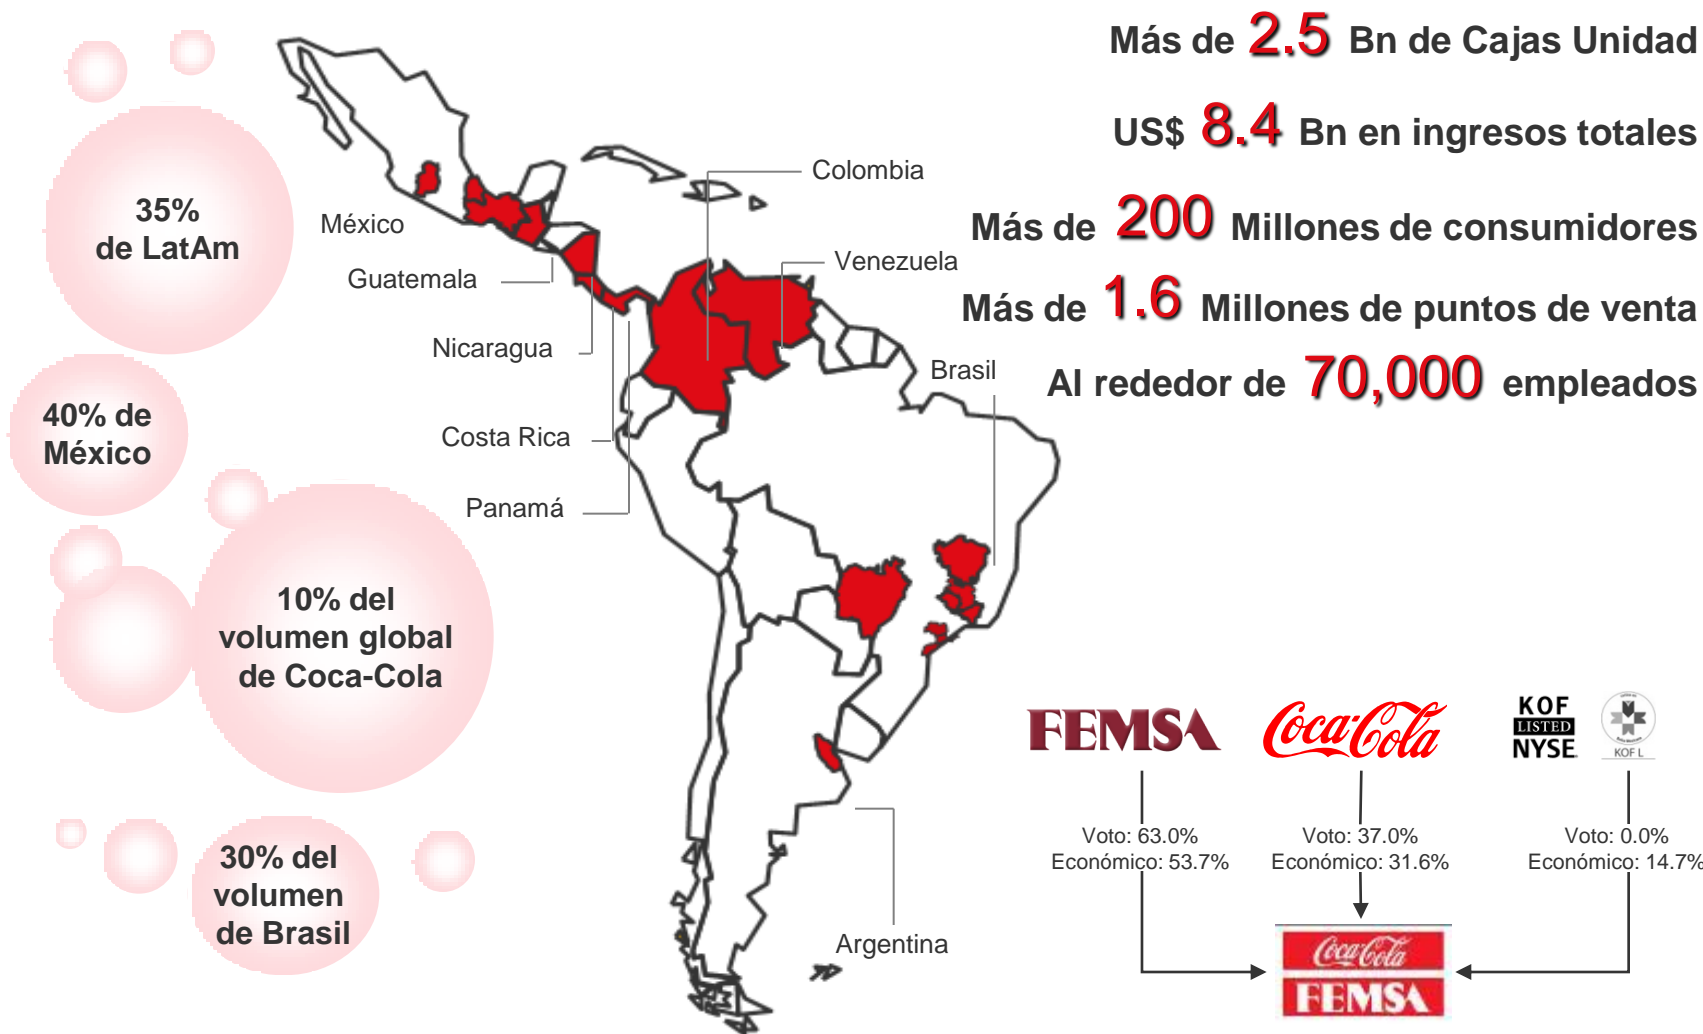 Más de 2.5 Bn de Cajas Unidad
US$ 8.4 Bn en ingresos totales
Más de 200 Millones de consumidores
Más de 1.6 Millones de puntos de venta
Al rededor de 70,000 empleados
35%
de LatAm
40% de
México
10% del
volumen global
de Coca-Cola
30% del
volumen
de Brasil
México
Guatemala
Nicaragua
Costa Rica
Panamá
Colombia
Venezuela
Brasil
Argentina
FEMSA
Coca-Cola
KOF
LISTED
NYSE
KOF L
Voto: 63.0%
Económico: 53.7%
Voto: 37.0%
Económico: 31.6%
Voto: 0.0%
Económico: 14.7%
Coca-Cola
FEMSA